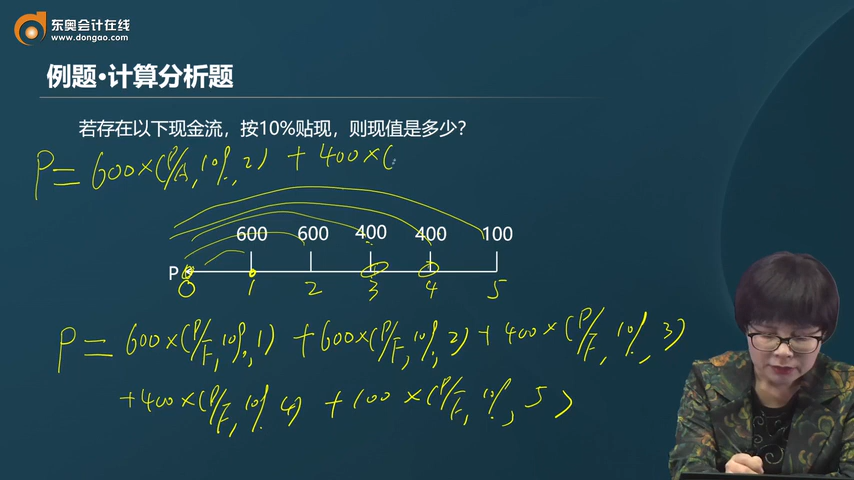 东奥会计在线
www.dongao.com
例题·计算分析题
若存在以下现金流，按10%贴现，则现值是多少？
P=600×(P/A,10%,2)+400×(
600 600 400 400 100
P
0 1 2 3 4 5
P=600×(P/F,10%,1)+600×(P/F,10%,2)+400×(P/F,10%,3)
+400×(P/F,10%,4)+100×(P/F,10%,5)